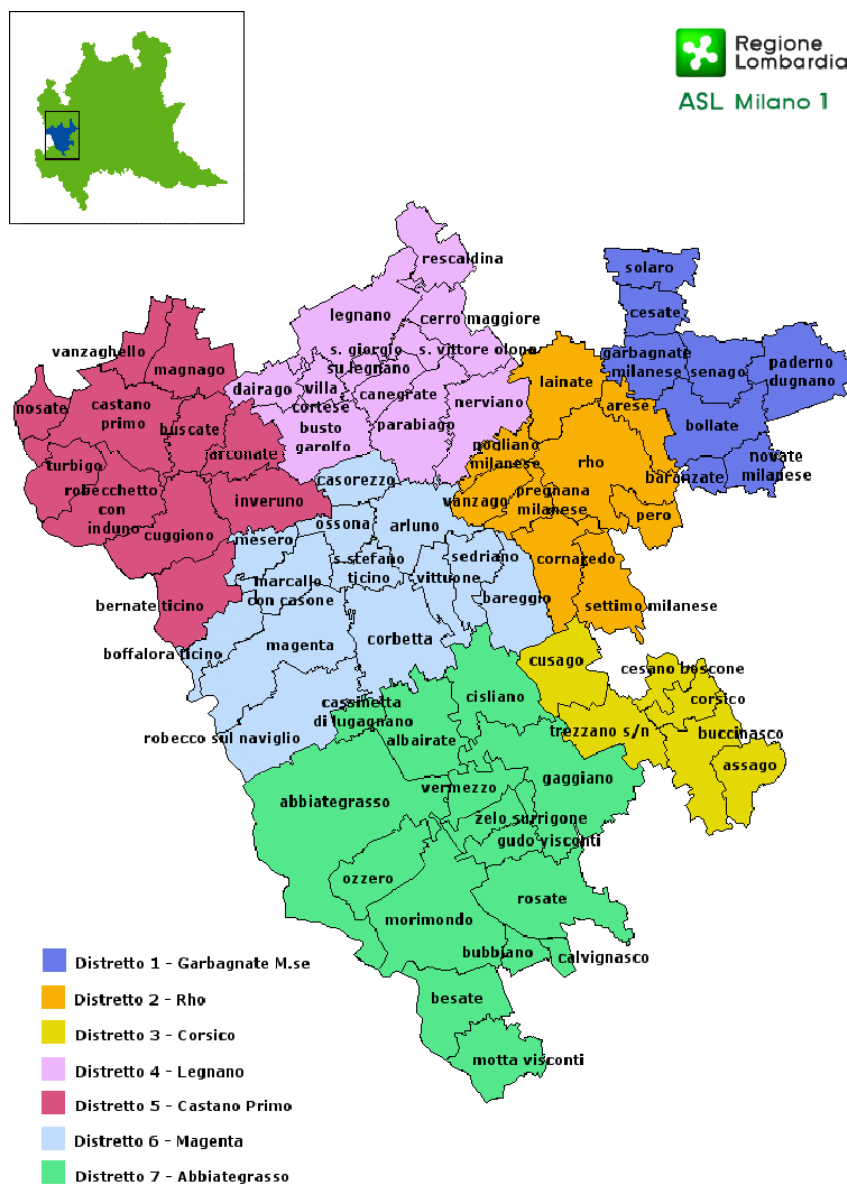 Regione
Lombardia
ASL Milano 1
rescaldina
solaro
legnano
cerro maggiore
cesate
vanzaghello
magnago
s. giorgio
su legnano
s. vittore olona
garbagnate
milanese
senago
paderno
dugnano
dairago
villa
cortese
canegrate
nerviano
lainate
arese
nosate
castano
primo
buscate
busto
garolfo
parabiago
bollate
arconate
pogliano
milanese
rho
turbigo
baranzate
novate
milanese
robecchetto
con
induno
inveruno
casorezzo
vanzago
pregnana
milanese
pero
cuggiono
ossona
arluno
mesero
s.stefano
ticino
vittuone
sedriano
cornaredo
marcallo
con casone
bareggio
settimo milanese
bernate ticino
boffalora ticino
magenta
corbetta
cusago
cesano boscone
corsico
cassinetta
di lugagnano
cisliano
robecco sul naviglio
albairate
trezzano s/n
buccinasco
assago
abbiategrasso
vermezzo
gaggiano
zelo surrigone
gudo visconti
ozzero
rosate
morimondo
bubbiano
calvignasco
besate
motta visconti
Distretto 1 - Garbagnate M.se
Distretto 2 - Rho
Distretto 3 - Corsico
Distretto 4 - Legnano
Distretto 5 - Castano Primo
Distretto 6 - Magenta
Distretto 7 - Abbiategrasso